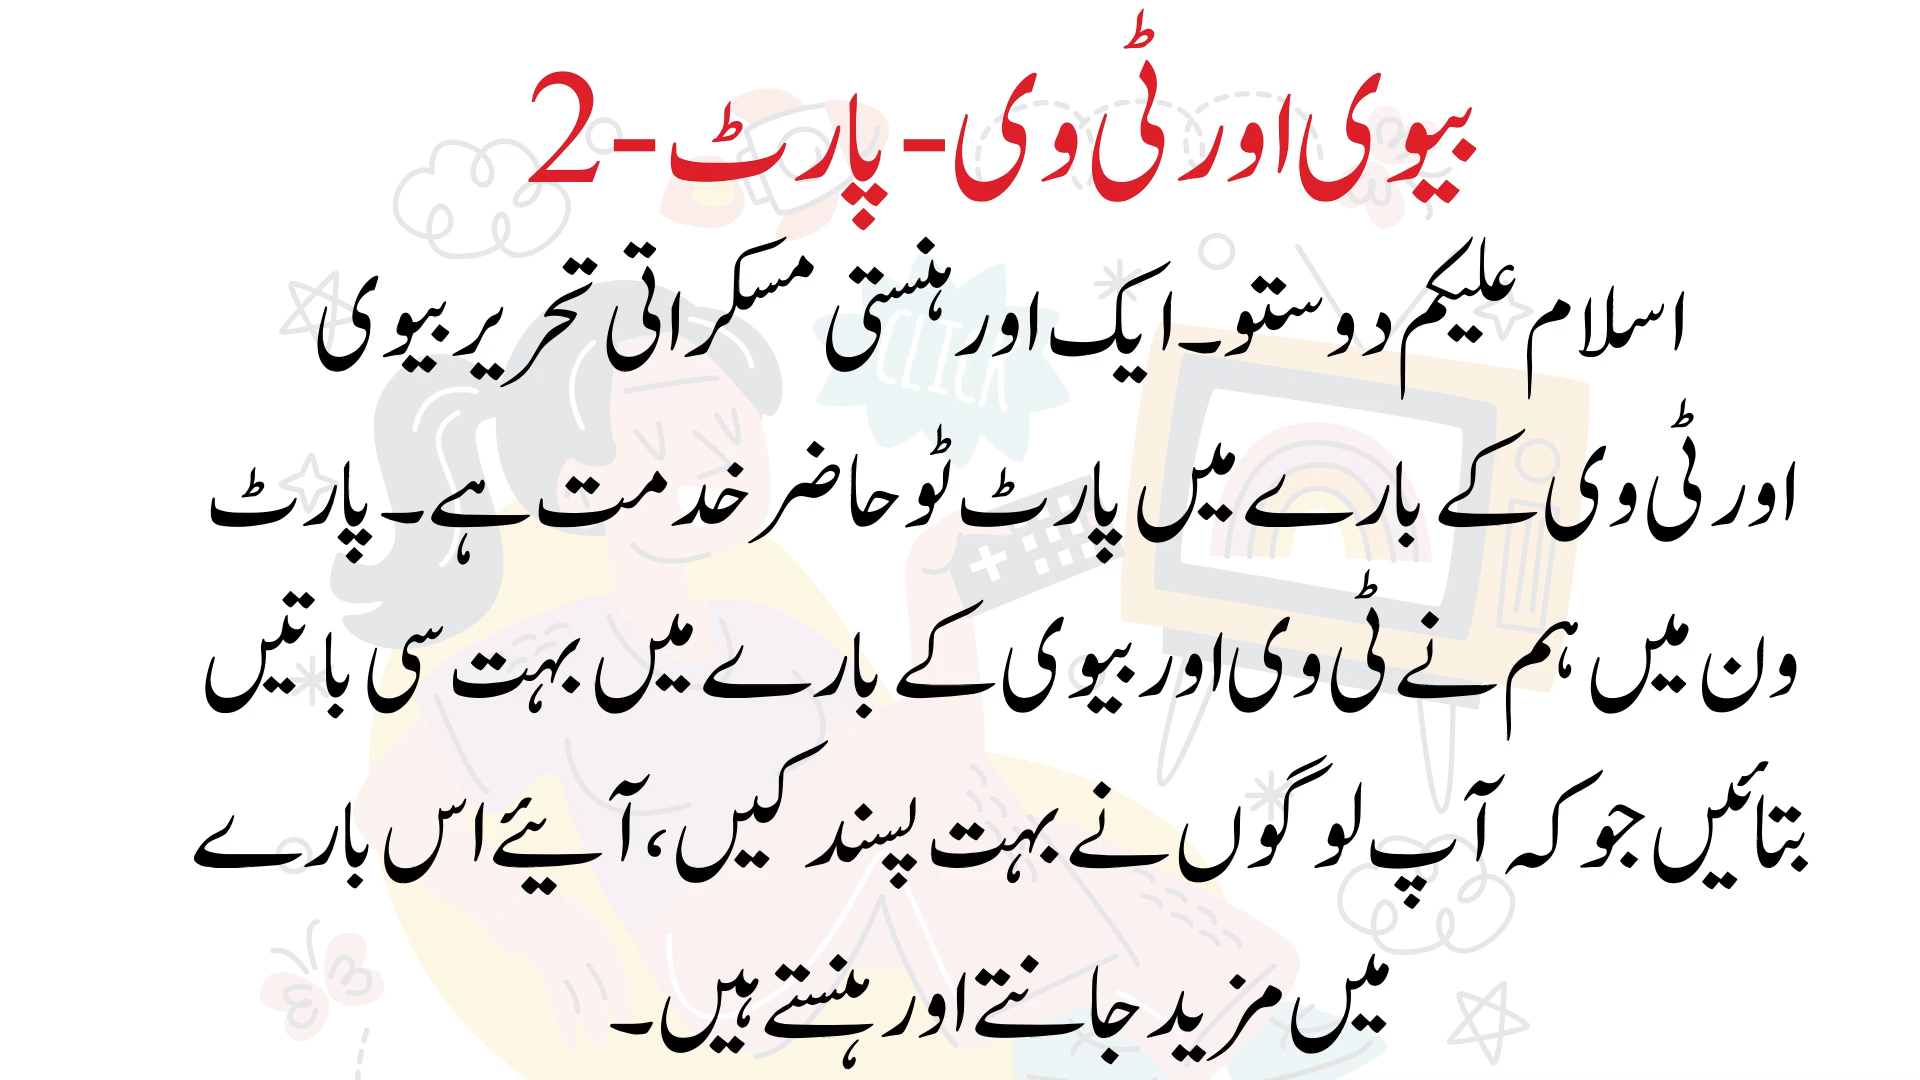 بیوی اور ٹی وی - پارٹ - 2
اسلام علیکم دوستو۔ ایک اور ہنستی مسکراتی تحریر بیوی
اور ٹی وی کے بارے میں پارٹ ٹو حاضر خدمت ہے۔ پارٹ
ون میں ہم نے ٹی وی اور بیوی کے بارے میں بہت سی باتیں
بتائیں جو کہ آپ لوگوں نے بہت پسند کیں، آیئے اس بارے
میں مزید جانتے اور ہنستے ہیں۔
CLICK